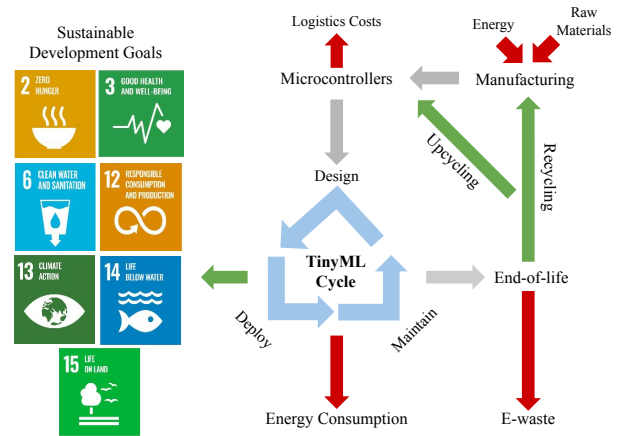 Sustainable
Development Goals
2 ZERO
HUNGER
3 GOOD HEALTH
AND WELL-BEING
6 CLEAN WATER
AND SANITATION
12 RESPONSIBLE
CONSUMPTION
AND PRODUCTION
13 CLIMATE
ACTION
14 LIFE
BELOW WATER
15 LIFE
ON LAND
Logistics Costs
Energy
Raw
Materials
Microcontrollers
Manufacturing
Upcycling
Recycling
Design
TinyML
Cycle
End-of-life
Deploy
Maintain
Energy Consumption
E-waste